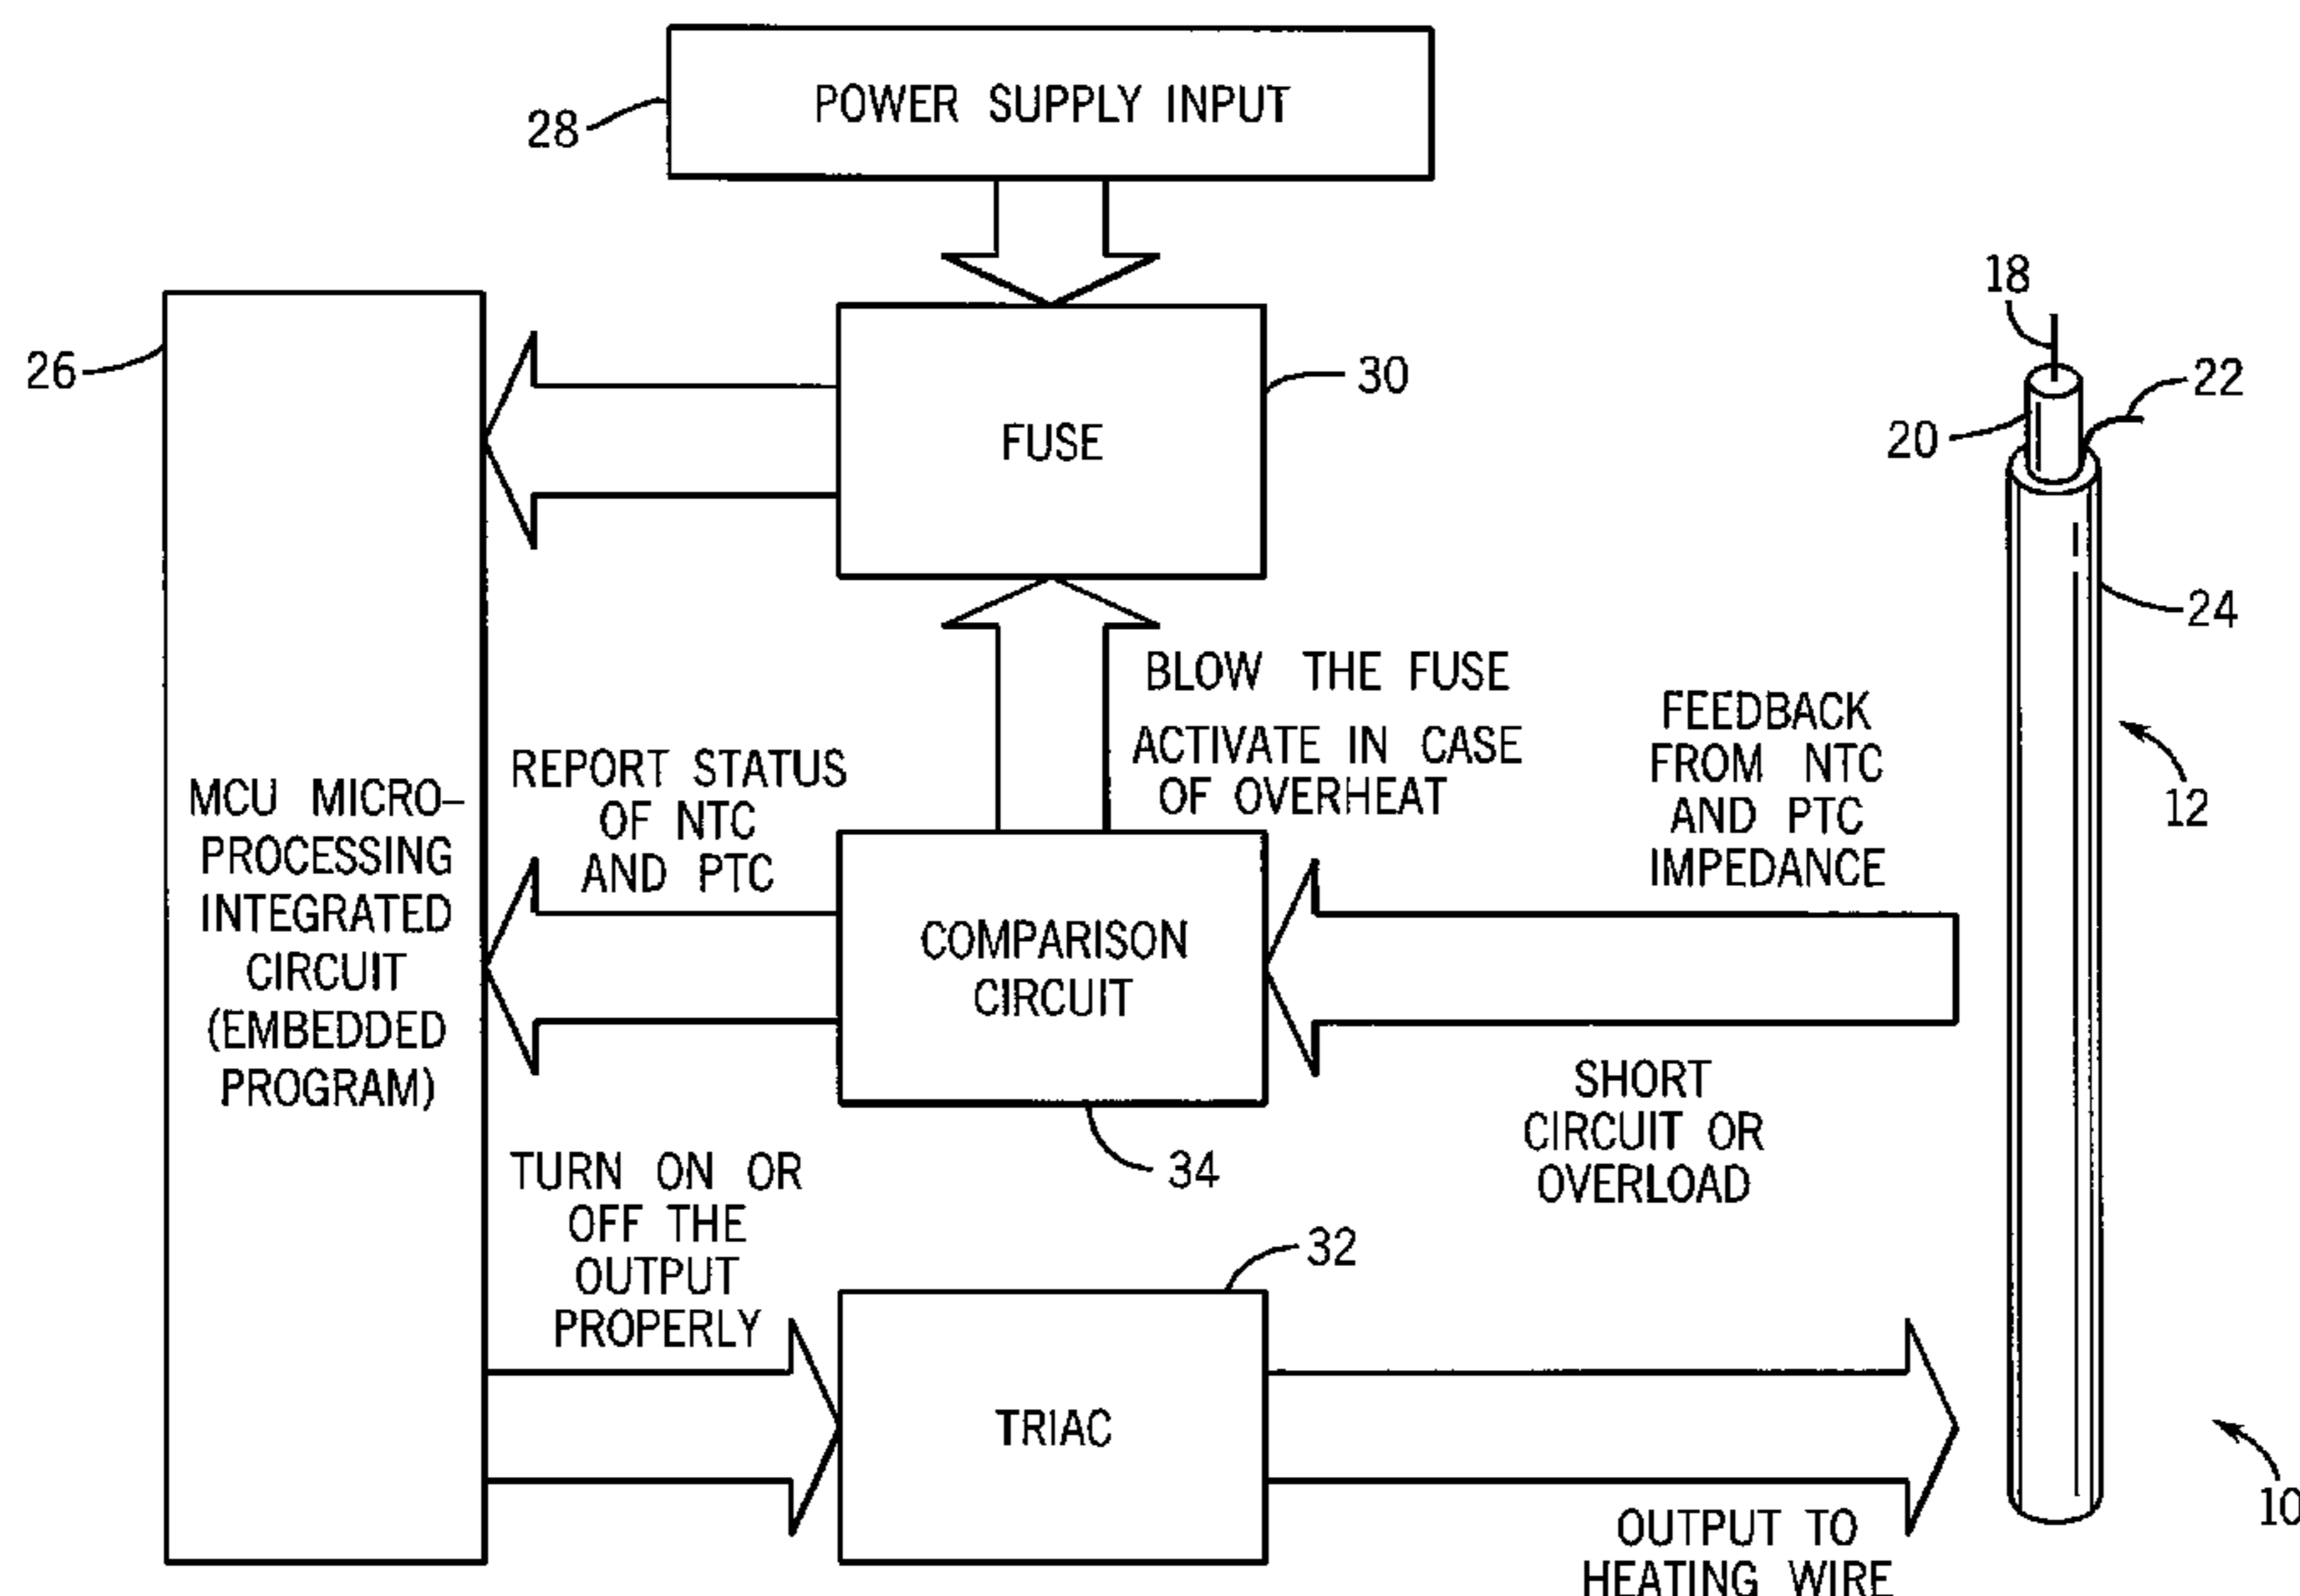 POWER SUPPLY INPUT
28
18
26
30
22
20
FUSE
24
BLOW THE FUSE
ACTIVATE IN CASE
OF OVERHEAT
FEEDBACK
FROM NTC
AND PTC
IMPEDANCE
12
REPORT STATUS
OF NTC
AND PTC
MCU MICRO–
PROCESSING
INTEGRATED
CIRCUIT
(EMBEDDED
PROGRAM)
COMPARISON
CIRCUIT
SHORT
CIRCUIT OR
OVERLOAD
34
TURN ON OR
OFF THE
OUTPUT
PROPERLY
32
TRIAC
10
OUTPUT TO
HEATING WIRE